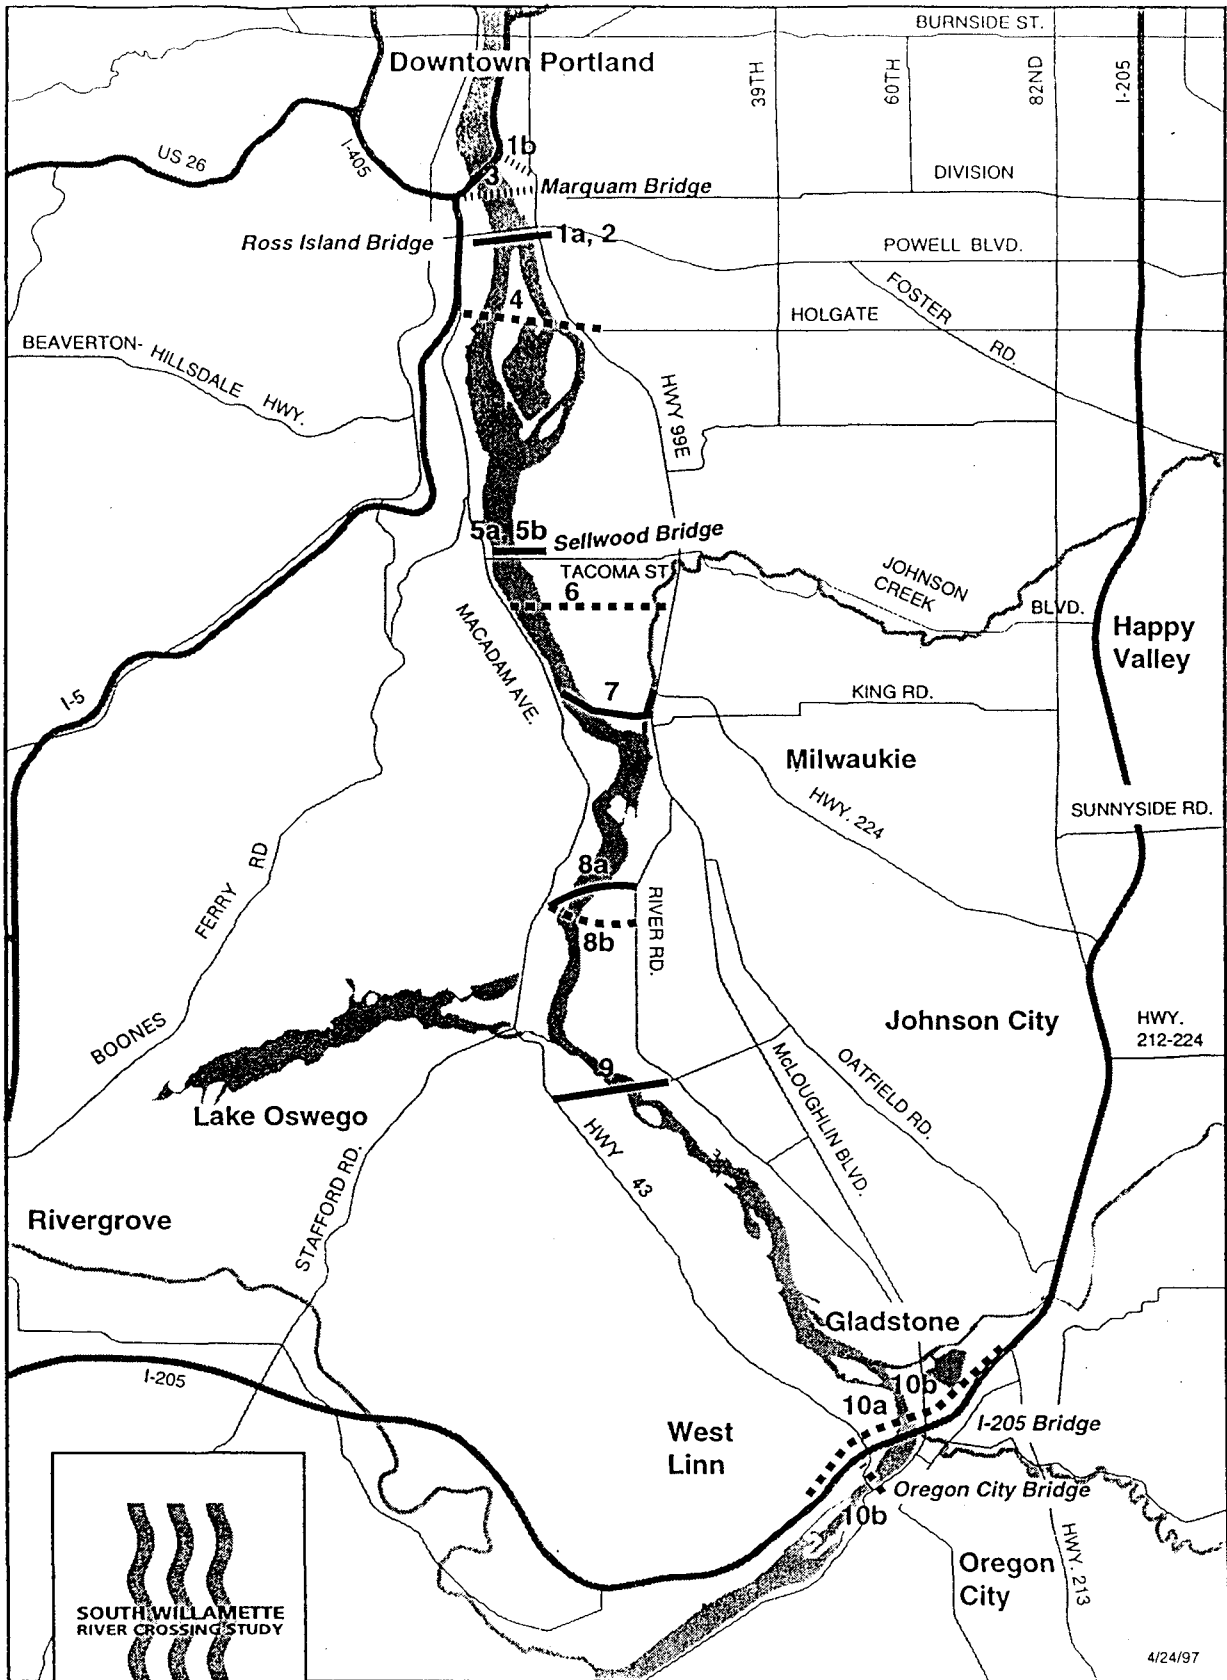 BURNSIDE ST.
Downtown Portland
39TH
60TH
82ND
I-205
1b
US 26
I-405
3
Marquam Bridge
DIVISION
Ross Island Bridge
1a, 2
POWELL BLVD.
4
HOLGATE
FOSTER
RD.
BEAVERTON-
HILLSDALE
HWY.
HWY 99E
5a, 5b
Sellwood Bridge
TACOMA ST
6
JOHNSON
CREEK
BLVD.
Happy
Valley
MACADAM AVE.
I-5
7
KING RD.
Milwaukie
HWY. 224
SUNNYSIDE RD.
8a
FERRY RD
RIVER RD.
8b
BOONES
Johnson City
HWY.
212-224
9
McLOUGHLIN BLVD.
OATFIELD RD.
Lake Oswego
HWY
43
STAFFORD RD.
Rivergrove
Gladstone
I-205
10b
10a
West
Linn
I-205 Bridge
Oregon City Bridge
10b
Oregon
City
HWY. 213
SOUTH WILLAMETTE
RIVER CROSSING STUDY
4/24/97